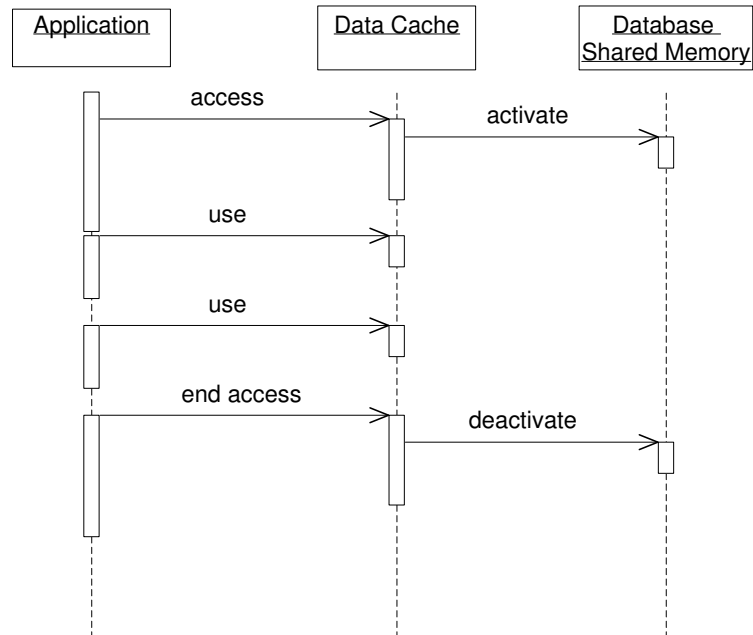 Application
Data Cache
Database
Shared Memory
access
activate
use
use
end access
deactivate